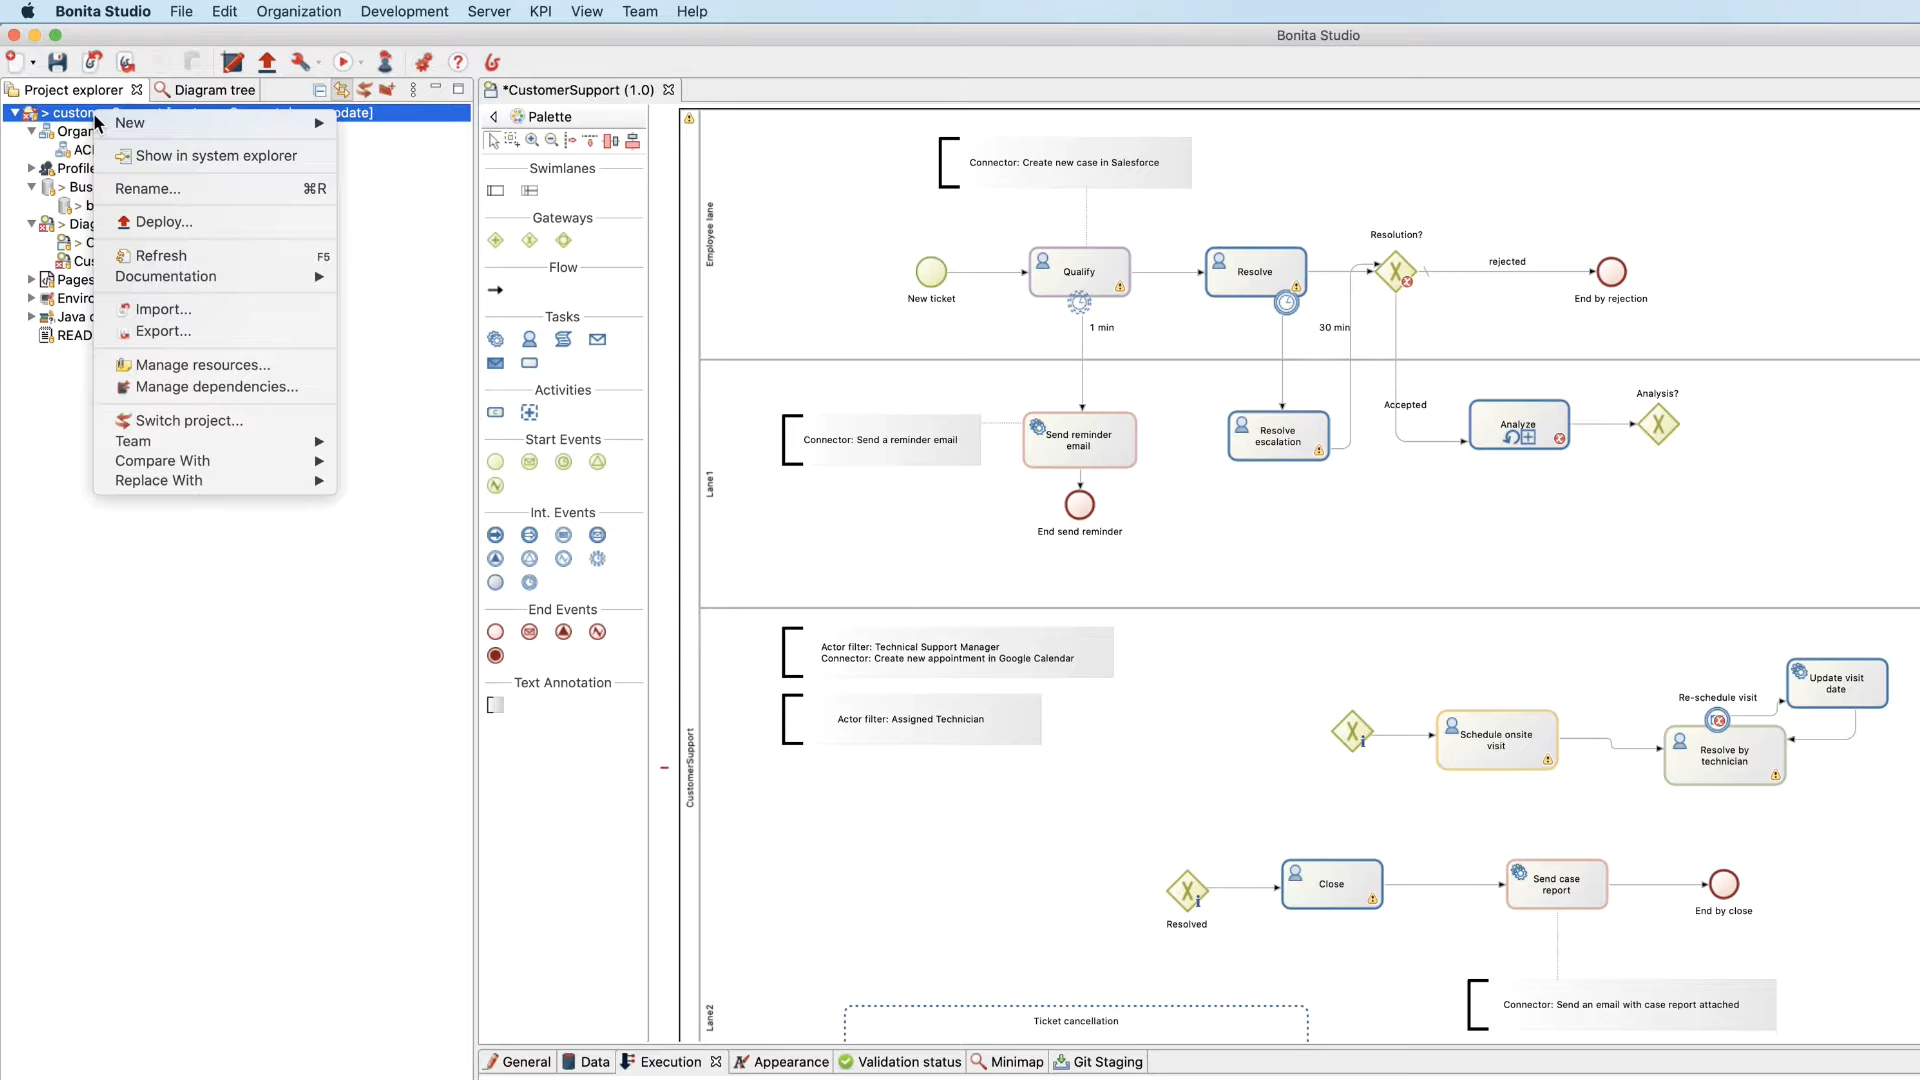 Bonita Studio File Edit Organization Development Server KPI View Team Help
Bonita Studio
Project explorer
Diagram tree
*CustomerSupport (1.0)
> custom
pdate]
Organ
AC
Profile
> Bus
> b
> Diag
> C
Cus
Pages
Enviro
Java d
READ
New
Show in system explorer
Rename... ⌘R
Deploy...
Refresh F5
Documentation
Import...
Export...
Manage resources...
Manage dependencies...
Switch project...
Team
Compare With
Replace With
Palette
Swimlanes
Gateways
Flow
Tasks
Activities
Start Events
Int. Events
End Events
Text Annotation
CustomerSupport
Employee lane
Connector: Create new case in Salesforce
New ticket
Qualify
1 min
Resolve
30 min
Resolution?
rejected
End by rejection
Lane1
Connector: Send a reminder email
Send reminder
email
End send reminder
Resolve
escalation
Accepted
Analyze
Analysis?
Lane2
Actor filter: Technical Support Manager
Connector: Create new appointment in Google Calendar
Actor filter: Assigned Technician
Schedule onsite
visit
Re-schedule visit
Resolve by
technician
Update visit
date
Resolved
Close
Send case
report
End by close
Connector: Send an email with case report attached
Ticket cancellation
General
Data
Execution
Appearance
Validation status
Minimap
Git Staging